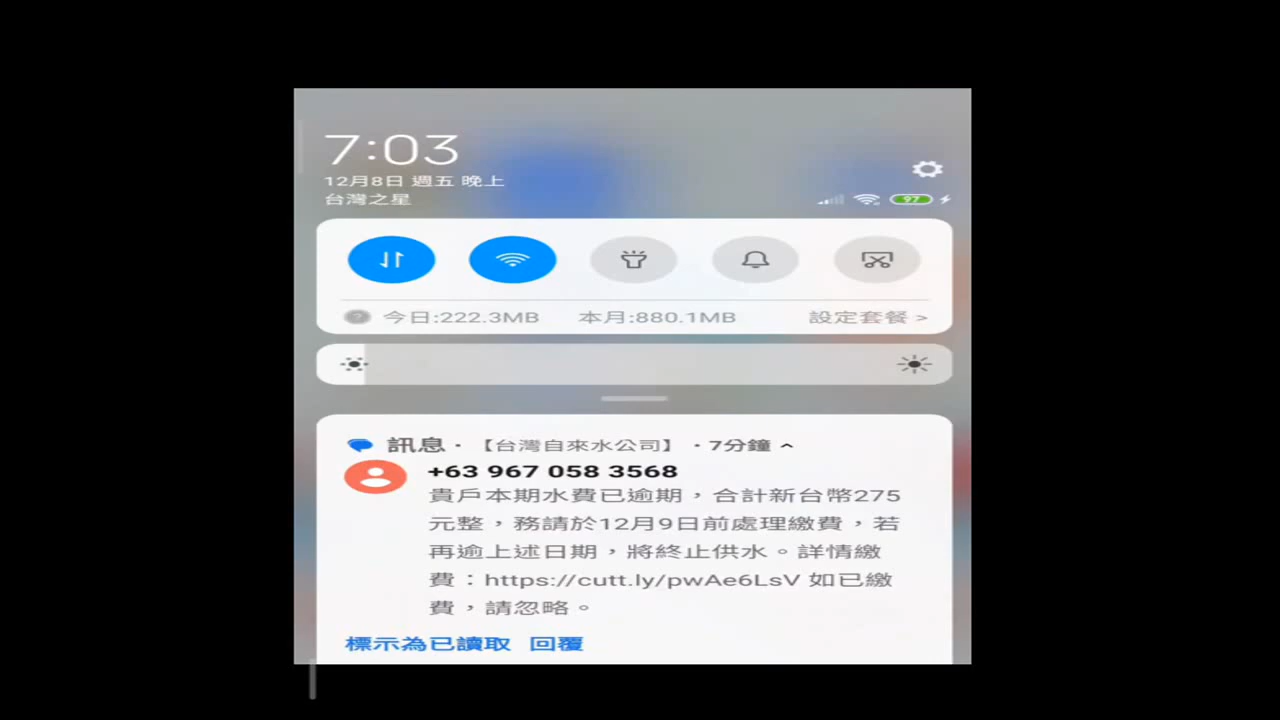 7:03
12月8日 週五 晚上
台灣之星
97
今日:222.3MB 本月:880.1MB 設定套餐 >
訊息 · 【台灣自來水公司】 · 7分鐘
+63 967 058 3568
貴戶本期水費已逾期，合計新台幣275
元整，務請於12月9日前處理繳費，若
再逾上述日期，將終止供水。詳情繳
費：https://cutt.ly/pwAe6LsV 如已繳
費，請忽略。
標示為已讀取 回覆